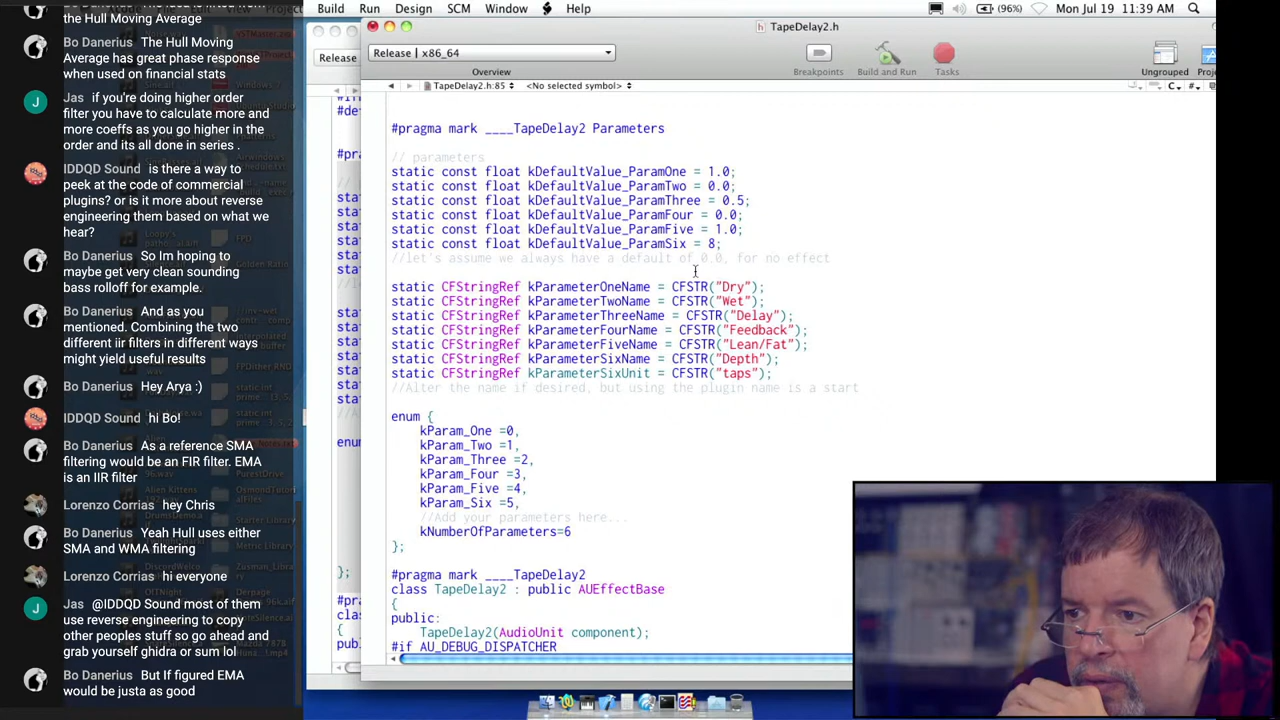 the Hull Moving Average
Bo Danerius The Hull Moving
Average has great phase response
when used on financial stats
Jas if you're doing higher order
filter you have to calculate more and
more coeffs as you go higher in the
order and its all done in series .
IDDQD Sound is there a way to
peek at the code of commercial
plugins? or is it more about reverse
engineering them based on what we
hear?
Bo Danerius So Im hoping to
maybe get very clean sounding
bass rolloff for example.
Bo Danerius And as you
mentioned. Combining the two
different iir filters in different ways
might yield useful results
Bo Danerius Hey Arya :)
IDDQD Sound hi Bo!
Bo Danerius As a reference SMA
filtering would be an FIR filter. EMA
is an IIR filter
Lorenzo Corrias hey Chris
Bo Danerius Yeah Hull uses either
SMA and WMA filtering
Lorenzo Corrias hi everyone
Jas @IDDQD Sound most of them
use reverse engineering to copy
other peoples stuff so go ahead and
grab yourself ghidra or sum lol
Bo Danerius But If figured EMA
would be justa as good
Build Run Design SCM Window Help
(96%) Mon Jul 19 11:39 AM
TapeDelay2.h
Release
Release | x86_64
Overview
Breakpoints
Build and Run
Tasks
Ungrouped
Proj
TapeDelay2.h:85 <No selected symbol>
#pragma mark ____TapeDelay2 Parameters
// parameters
static const float kDefaultValue_ParamOne = 1.0;
static const float kDefaultValue_ParamTwo = 0.0;
static const float kDefaultValue_ParamThree = 0.5;
static const float kDefaultValue_ParamFour = 0.0;
static const float kDefaultValue_ParamFive = 1.0;
static const float kDefaultValue_ParamSix = 8;
//let's assume we always have a default of 0.0, for no effect
static CFStringRef kParameterOneName = CFSTR("Dry");
static CFStringRef kParameterTwoName = CFSTR("Wet");
static CFStringRef kParameterThreeName = CFSTR("Delay");
static CFStringRef kParameterFourName = CFSTR("Feedback");
static CFStringRef kParameterFiveName = CFSTR("Lean/Fat");
static CFStringRef kParameterSixName = CFSTR("Depth");
static CFStringRef kParameterSixUnit = CFSTR("taps");
//Alter the name if desired, but using the plugin name is a start
enum {
kParam_One =0,
kParam_Two =1,
kParam_Three =2,
kParam_Four =3,
kParam_Five =4,
kParam_Six =5,
//Add your parameters here...
kNumberOfParameters=6
};
#pragma mark ____TapeDelay2
class TapeDelay2 : public AUEffectBase
{
public:
TapeDelay2(AudioUnit component);
#if AU_DEBUG_DISPATCHER